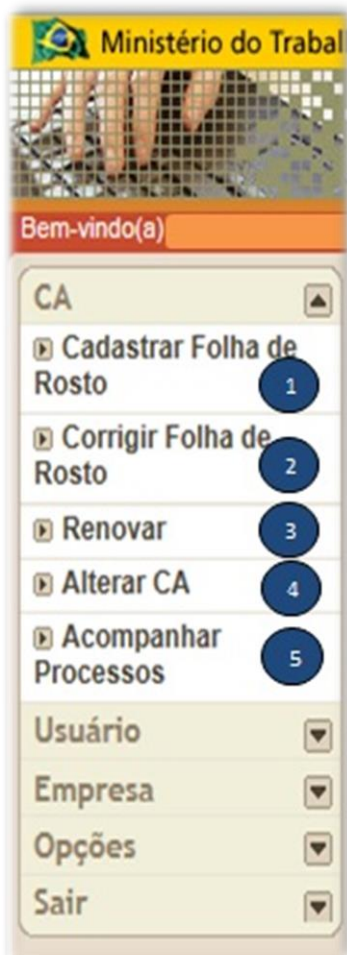 Ministério do Trabal
Bem-vindo(a)
CA
Cadastrar Folha de
Rosto
1
Corrigir Folha de
Rosto
2
Renovar
3
Alterar CA
4
Acompanhar
Processos
5
Usuário
Empresa
Opções
Sair